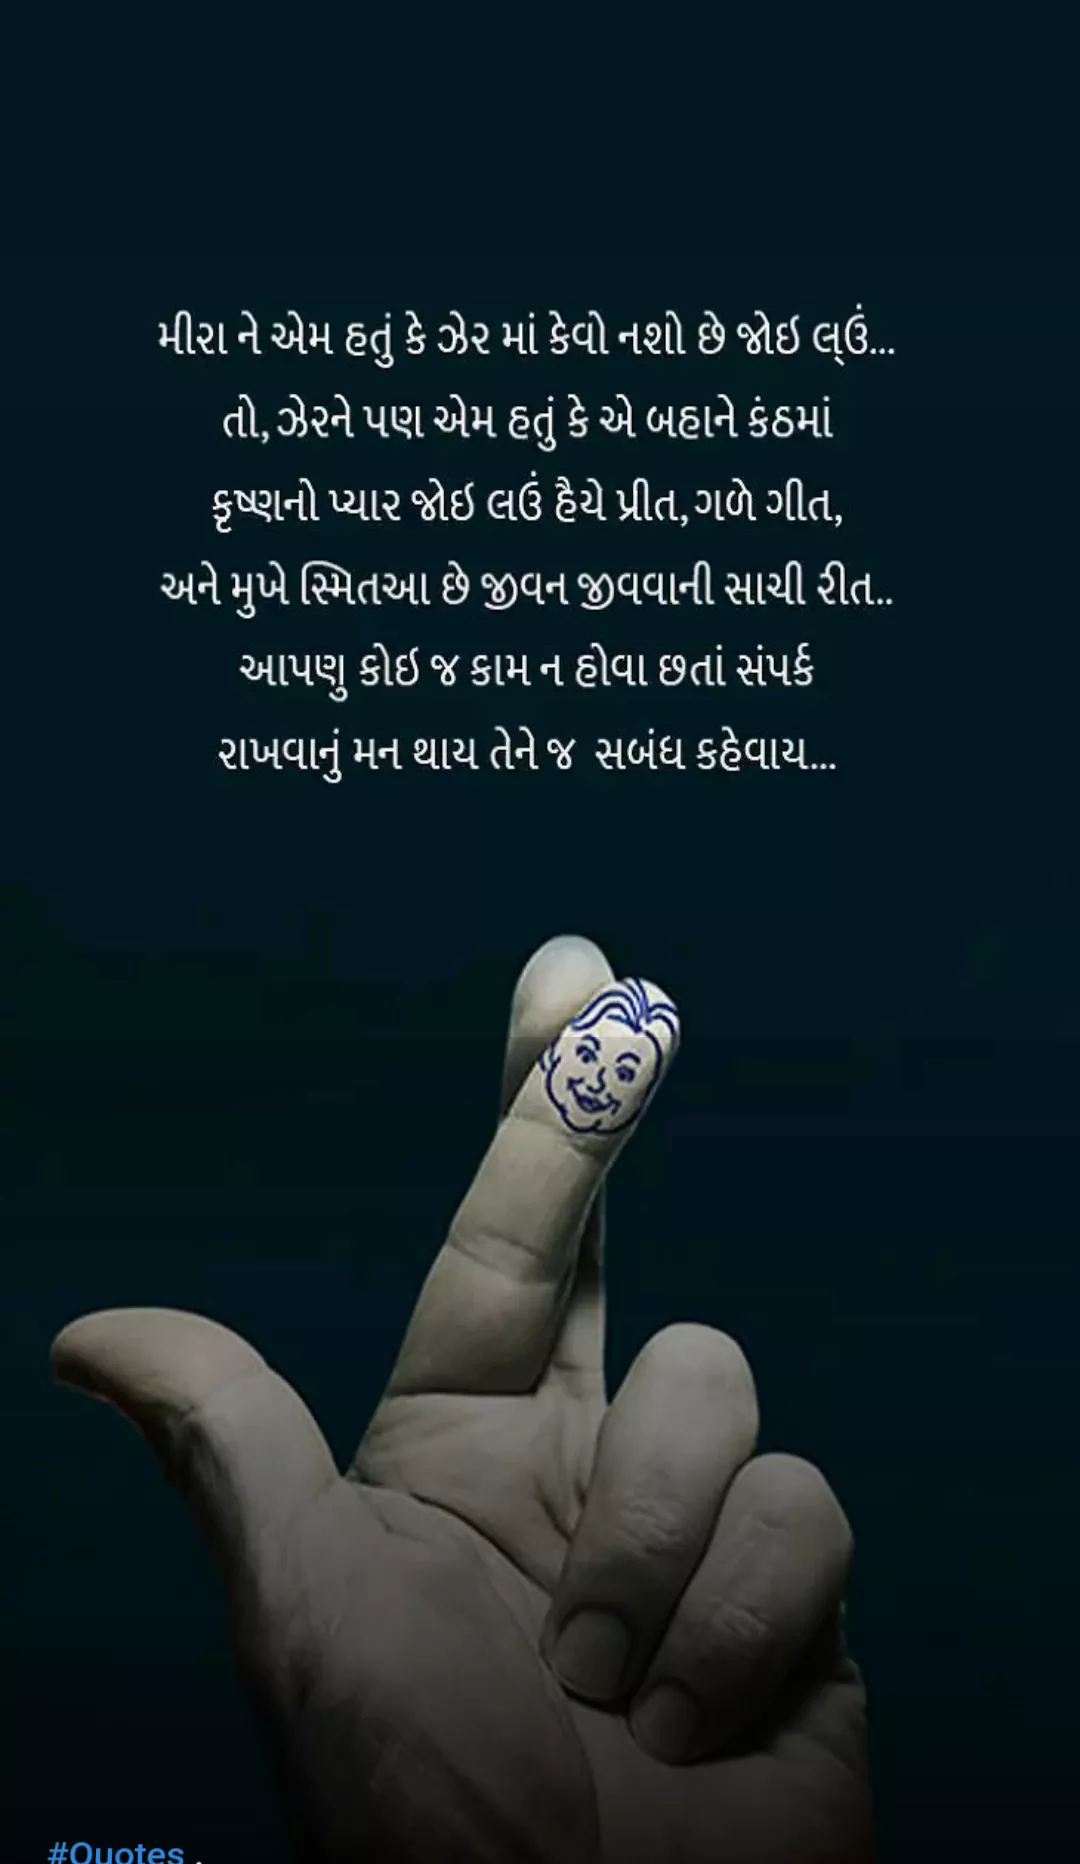 મીરા ને એમ હતું કે ઝેર માં કેવો નશો છે જોઇ લ્ઉં...
તો, ઝેરને પણ એમ હતું કે એ બહાને કંઠમાં
કૃષ્ણનો પ્યાર જોઇ લઉં હૈયે પ્રીત, ગળે ગીત,
અને મુખે સ્મિતઆ છે જીવન જીવવાની સાચી રીત..
આપણુ કોઇ જ કામ ન હોવા છતાં સંપર્ક
રાખવાનું મન થાય તેને જ સબંધ કહેવાય...
#Quotes .